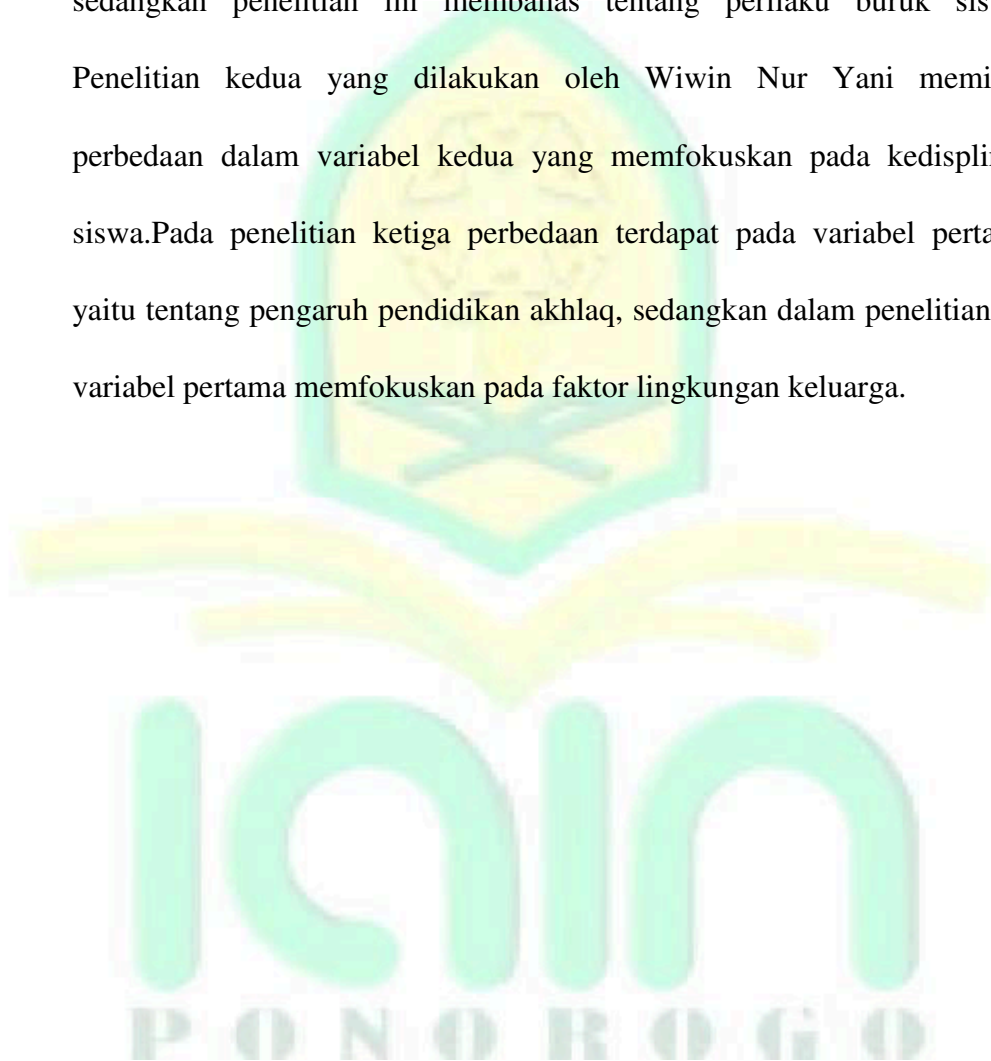 sedangkan penelitian ini membahas tentang perilaku buruk sis
Penelitian kedua yang dilakukan oleh Wiwin Nur Yani memi
perbedaan dalam variabel kedua yang memfokuskan pada kedispli
siswa.Pada penelitian ketiga perbedaan terdapat pada variabel perta
yaitu tentang pengaruh pendidikan akhlaq, sedangkan dalam penelitian
variabel pertama memfokuskan pada faktor lingkungan keluarga.
iain
PONOROGO